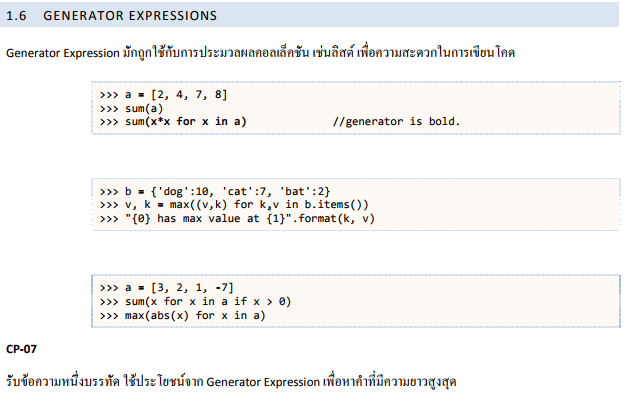 1.6 GENERATOR EXPRESSIONS
Generator Expression มักถูกใช้กับการประมวลผลคอลเล็คชัน เช่นลิสต์ เพื่อความสะดวกในการเขียนโคด
>>> a = [2, 4, 7, 8]
>>> sum(a)
>>> sum(x*x for x in a) //generator is bold.
>>> b = {'dog':10, 'cat':7, 'bat':2}
>>> v, k = max((v,k) for k,v in b.items())
>>> "{0} has max value at {1}".format(k, v)
>>> a = [3, 2, 1, -7]
>>> sum(x for x in a if x > 0)
>>> max(abs(x) for x in a)
CP-07
รับข้อความหนึ่งบรรทัด ใช้ประโยชน์จาก Generator Expression เพื่อหาคำที่มีความยาวสูงสุด